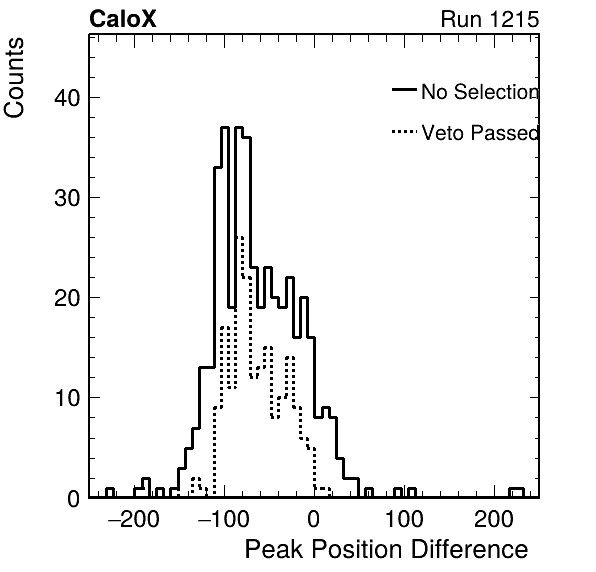 CaloX Run 1215
Counts
No Selection
Veto Passed
40
30
20
10
0
−200 −100 0 100 200
Peak Position Difference